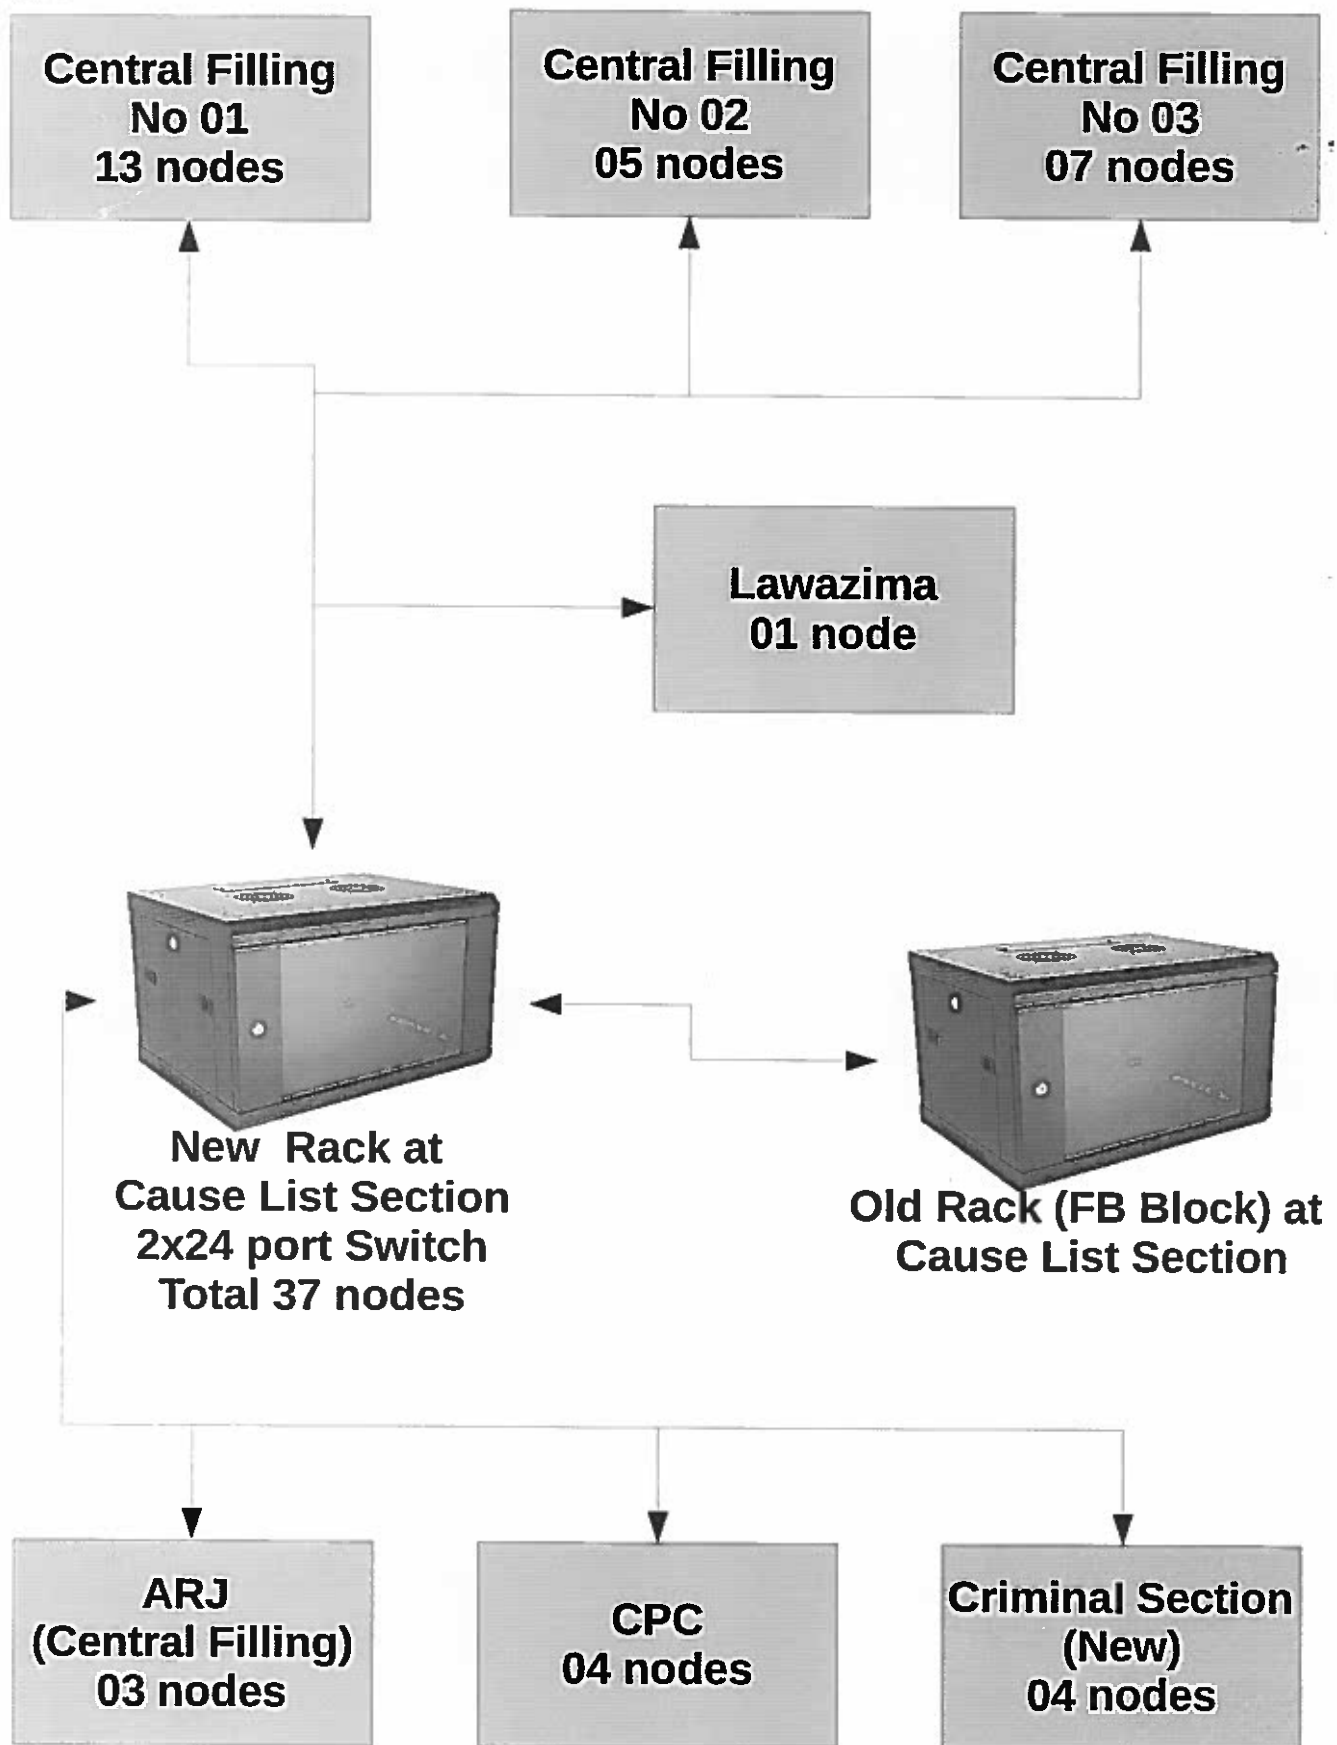 Central Filling
No 01
13 nodes
Central Filling
No 02
05 nodes
Central Filling
No 03
07 nodes
Lawazima
01 node
New Rack at
Cause List Section
2x24 port Switch
Total 37 nodes
Old Rack (FB Block) at
Cause List Section
ARJ
(Central Filling)
03 nodes
CPC
04 nodes
Criminal Section
(New)
04 nodes